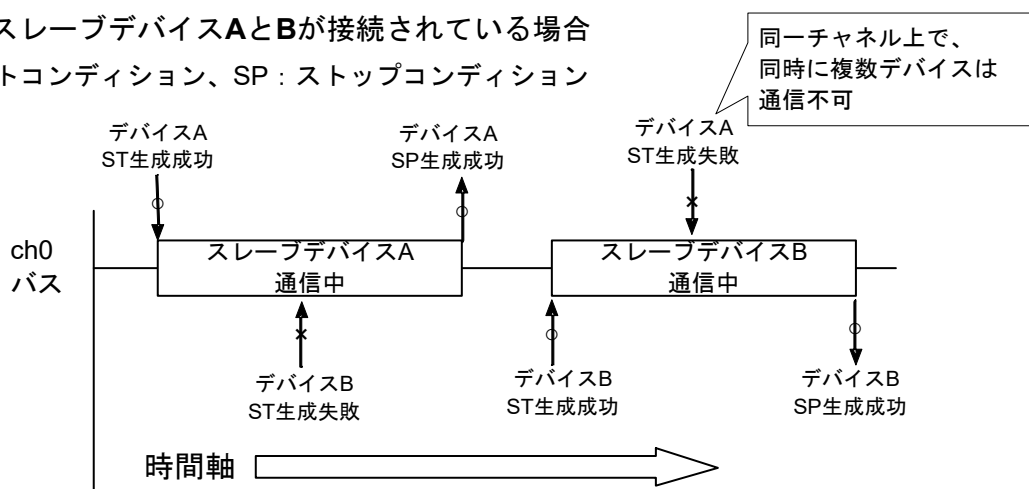 スレーブデバイスAとBが接続されている場合
トコンディション、SP：ストップコンディション
同一チャネル上で、
同時に複数デバイスは
通信不可
デバイスA
ST生成成功
デバイスA
SP生成成功
デバイスA
ST生成失敗
ch0
バス
スレーブデバイスA
通信中
スレーブデバイスB
通信中
デバイスB
ST生成失敗
デバイスB
ST生成成功
デバイスB
SP生成成功
時間軸